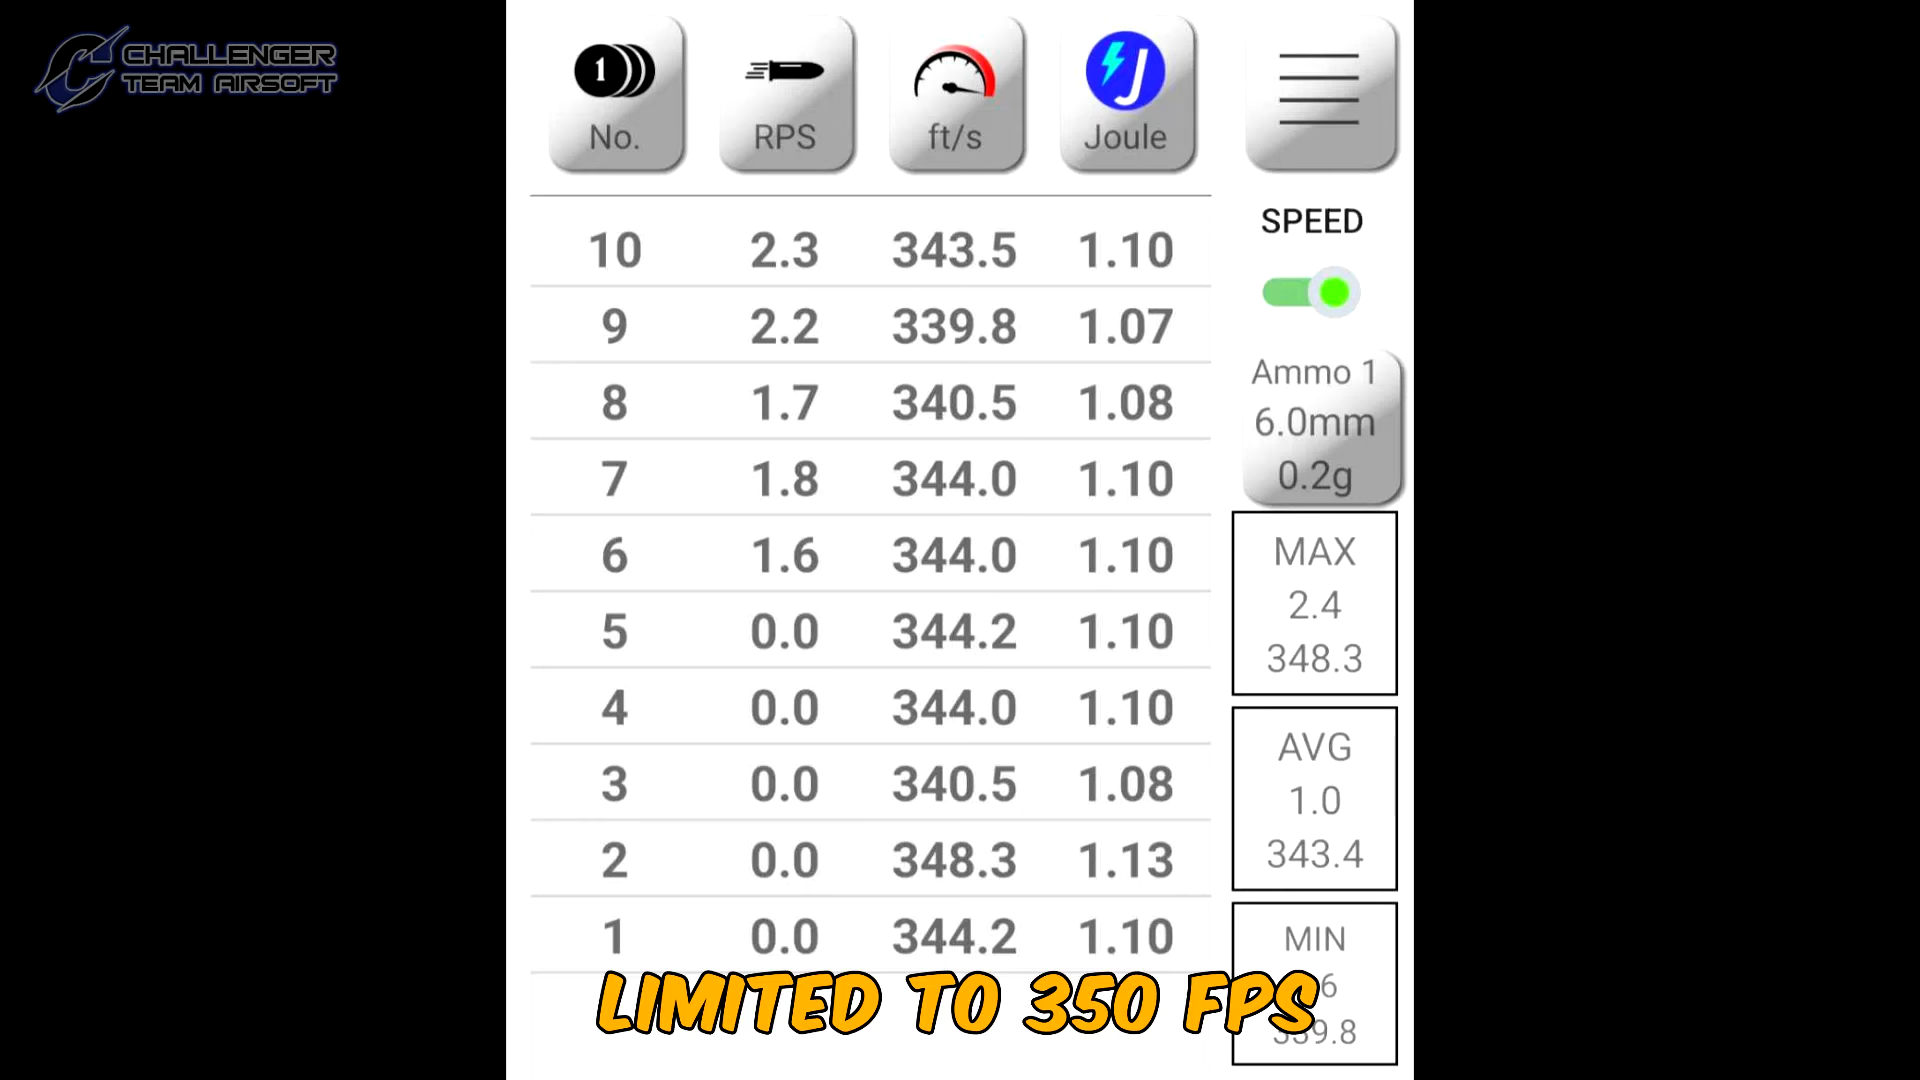 CHALLENGER
TEAM AIRSOFT
1
No. RPS ft/s J Joule
SPEED
10 2.3 343.5 1.10
9 2.2 339.8 1.07
8 1.7 340.5 1.08
7 1.8 344.0 1.10
6 1.6 344.0 1.10
5 0.0 344.2 1.10
4 0.0 344.0 1.10
3 0.0 340.5 1.08
2 0.0 348.3 1.13
1 0.0 344.2 1.10
Ammo 1
6.0mm
0.2g
MAX
2.4
348.3
AVG
1.0
343.4
MIN
6
339.8
LIMITED TO 350 FPS